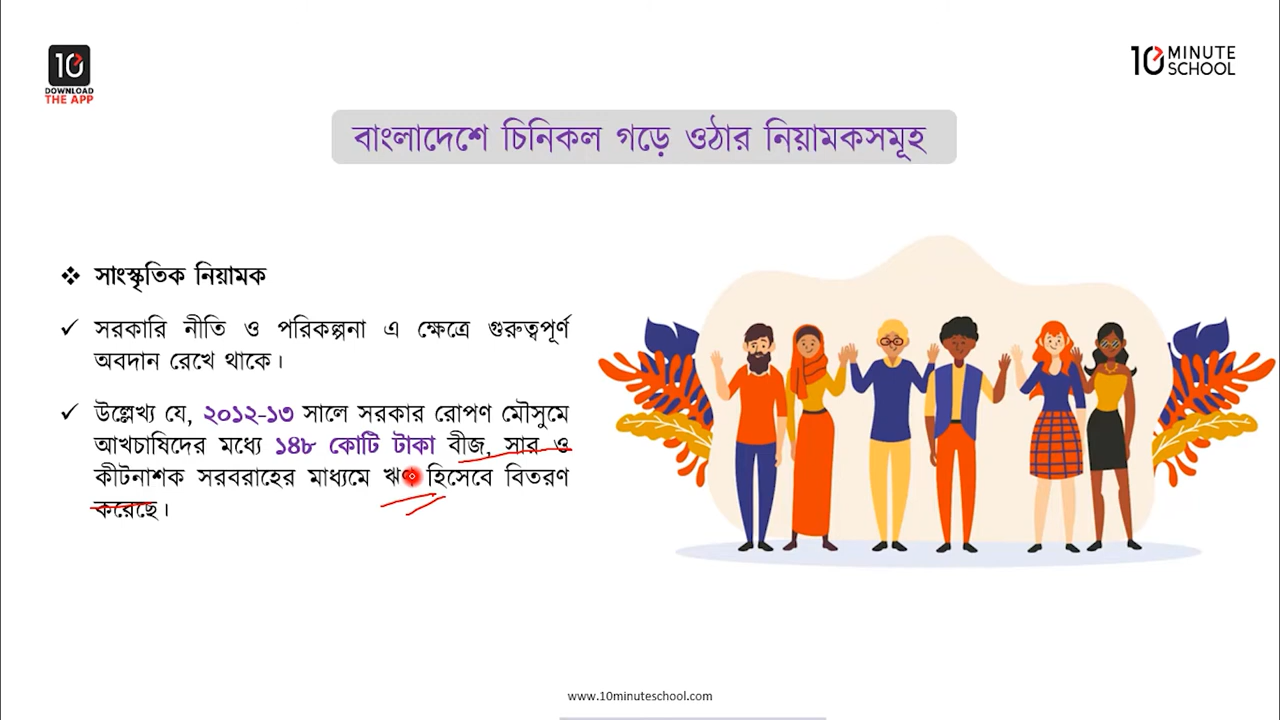 10
DOWNLOAD
THE APP
10 MINUTE
SCHOOL
বাংলাদেশে চিনিকল গড়ে ওঠার নিয়ামকসমূহ
❖ সাংস্কৃতিক নিয়ামক
✓ সরকারি নীতি ও পরিকল্পনা এ ক্ষেত্রে গুরুত্বপূর্ণ
অবদান রেখে থাকে।
✓ উল্লেখ্য যে, ২০১২-১৩ সালে সরকার রোপণ মৌসুমে
আখচাষিদের মধ্যে ১৪৮ কোটি টাকা বীজ, সার ও
কীটনাশক সরবরাহের মাধ্যমে ঋণ হিসেবে বিতরণ
করেছে।
www.10minuteschool.com